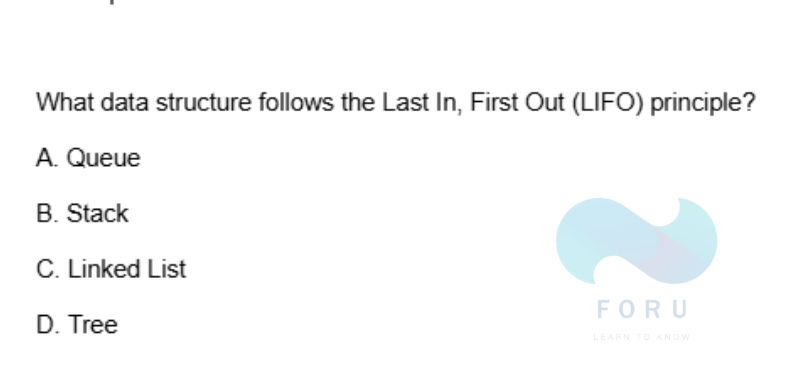 What data structure follows the Last In, First Out (LIFO) principle?
A. Queue
B. Stack
C. Linked List
D. Tree
FORU
LEARN TO KNOW